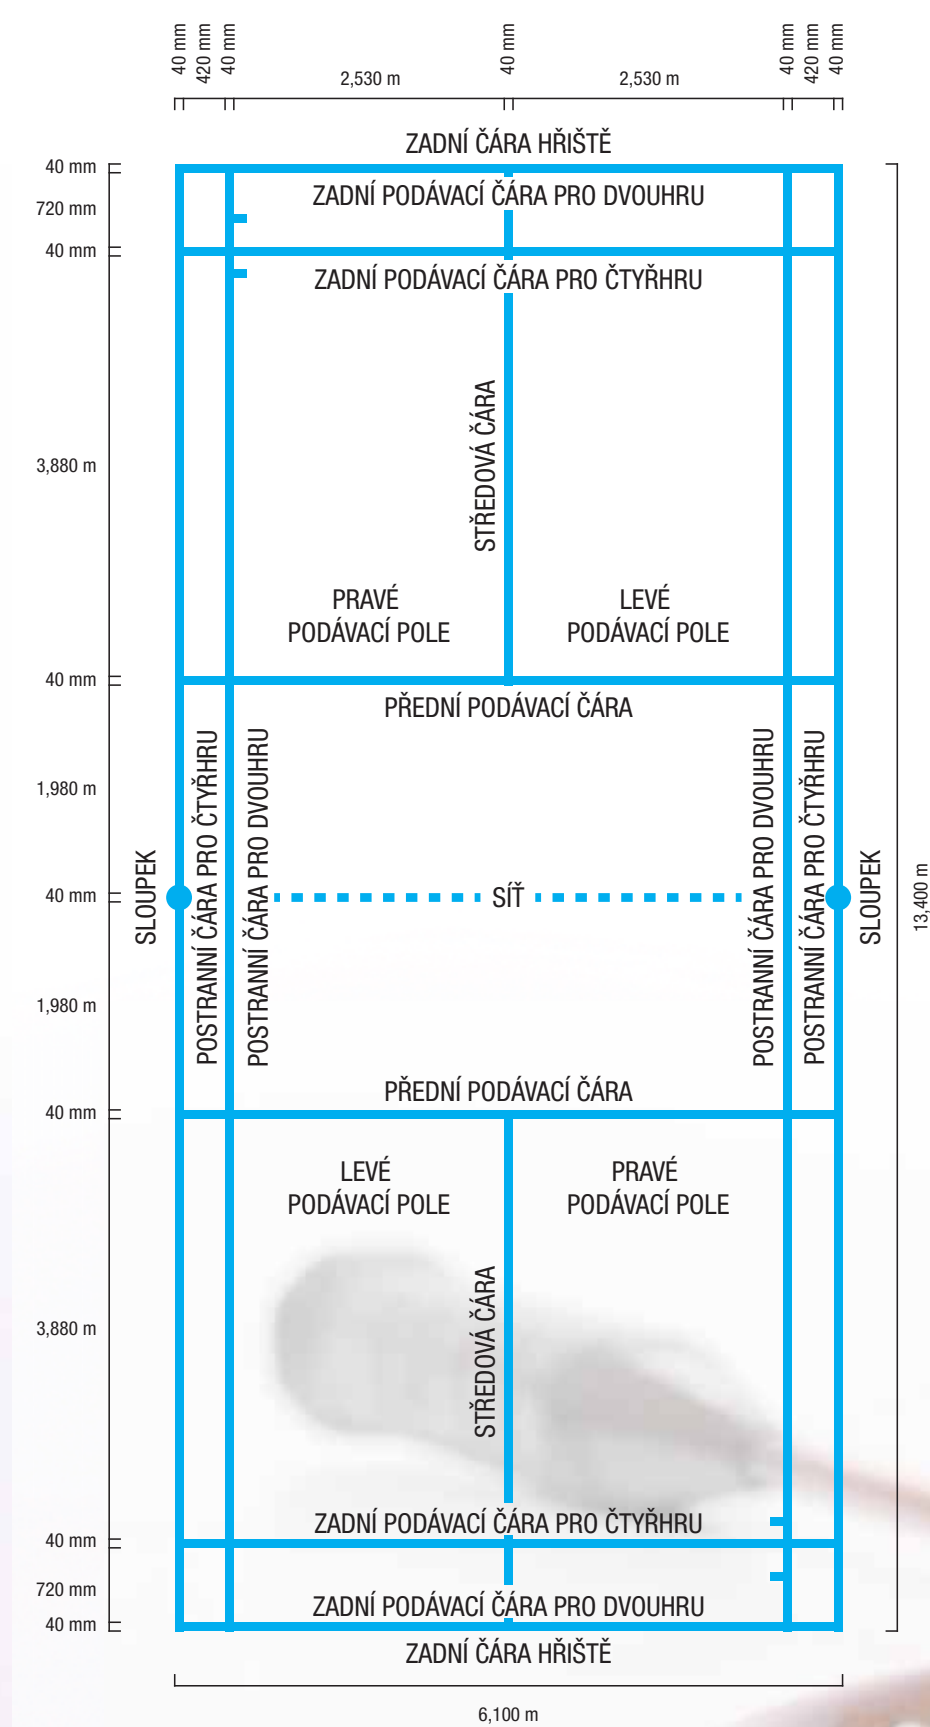 40 mm
420 mm
40 mm
2,530 m
40 mm
2,530 m
40 mm
420 mm
40 mm
ZADNÍ ČÁRA HŘIŠTĚ
40 mm
ZADNÍ PODÁVACÍ ČÁRA PRO DVOUHRU
720 mm
40 mm
ZADNÍ PODÁVACÍ ČÁRA PRO ČTYŘHRU
STŘEDOVÁ ČÁRA
3,880 m
PRAVÉ
PODÁVACÍ POLE
LEVÉ
PODÁVACÍ POLE
40 mm
PŘEDNÍ PODÁVACÍ ČÁRA
1,980 m
SLOUPEK
POSTRANNÍ ČÁRA PRO ČTYŘHRU
POSTRANNÍ ČÁRA PRO DVOUHRU
40 mm
SÍŤ
POSTRANNÍ ČÁRA PRO DVOUHRU
POSTRANNÍ ČÁRA PRO ČTYŘHRU
SLOUPEK
13,400 m
1,980 m
PŘEDNÍ PODÁVACÍ ČÁRA
40 mm
LEVÉ
PODÁVACÍ POLE
PRAVÉ
PODÁVACÍ POLE
STŘEDOVÁ ČÁRA
3,880 m
ZADNÍ PODÁVACÍ ČÁRA PRO ČTYŘHRU
40 mm
720 mm
ZADNÍ PODÁVACÍ ČÁRA PRO DVOUHRU
40 mm
ZADNÍ ČÁRA HŘIŠTĚ
6,100 m